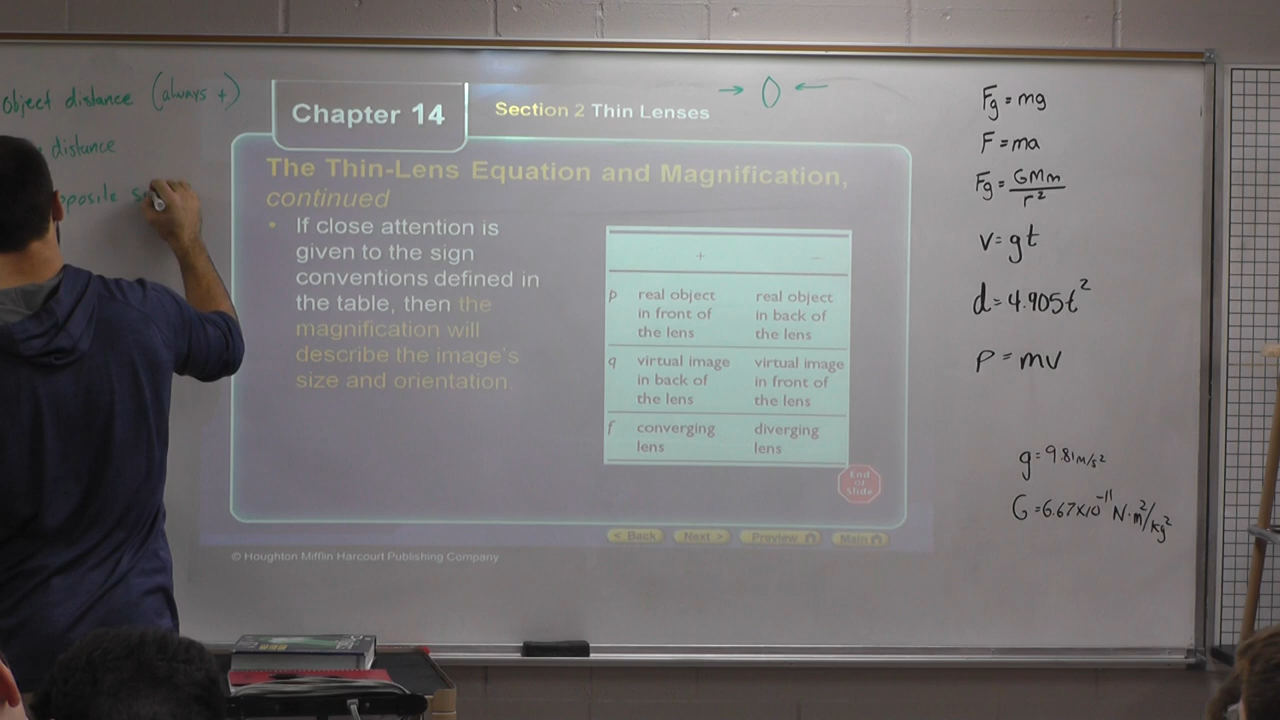 object distance (always +)
distance
Chapter 14
Section 2 Thin Lenses
The Thin-Lens Equation and Magnification,
continued
• If close attention is
given to the sign
conventions defined in
the table, then the
magnification will
describe the image's
size and orientation.
+ −
p real object real object
in front of in back of
the lens the lens
q virtual image virtual image
in back of in front of
the lens the lens
f converging diverging
lens lens
End
of
Slide
< Back Next > Preview Main
© Houghton Mifflin Harcourt Publishing Company
Fg = mg
F = ma
Fg = GMm/r²
v = gt
d = 4.905t²
P = mv
g = 9.81m/s²
G = 6.67x10⁻¹¹ N·m²/kg²